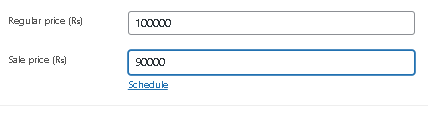 Regular price (₨) 100000
Sale price (₨) 90000
Schedule